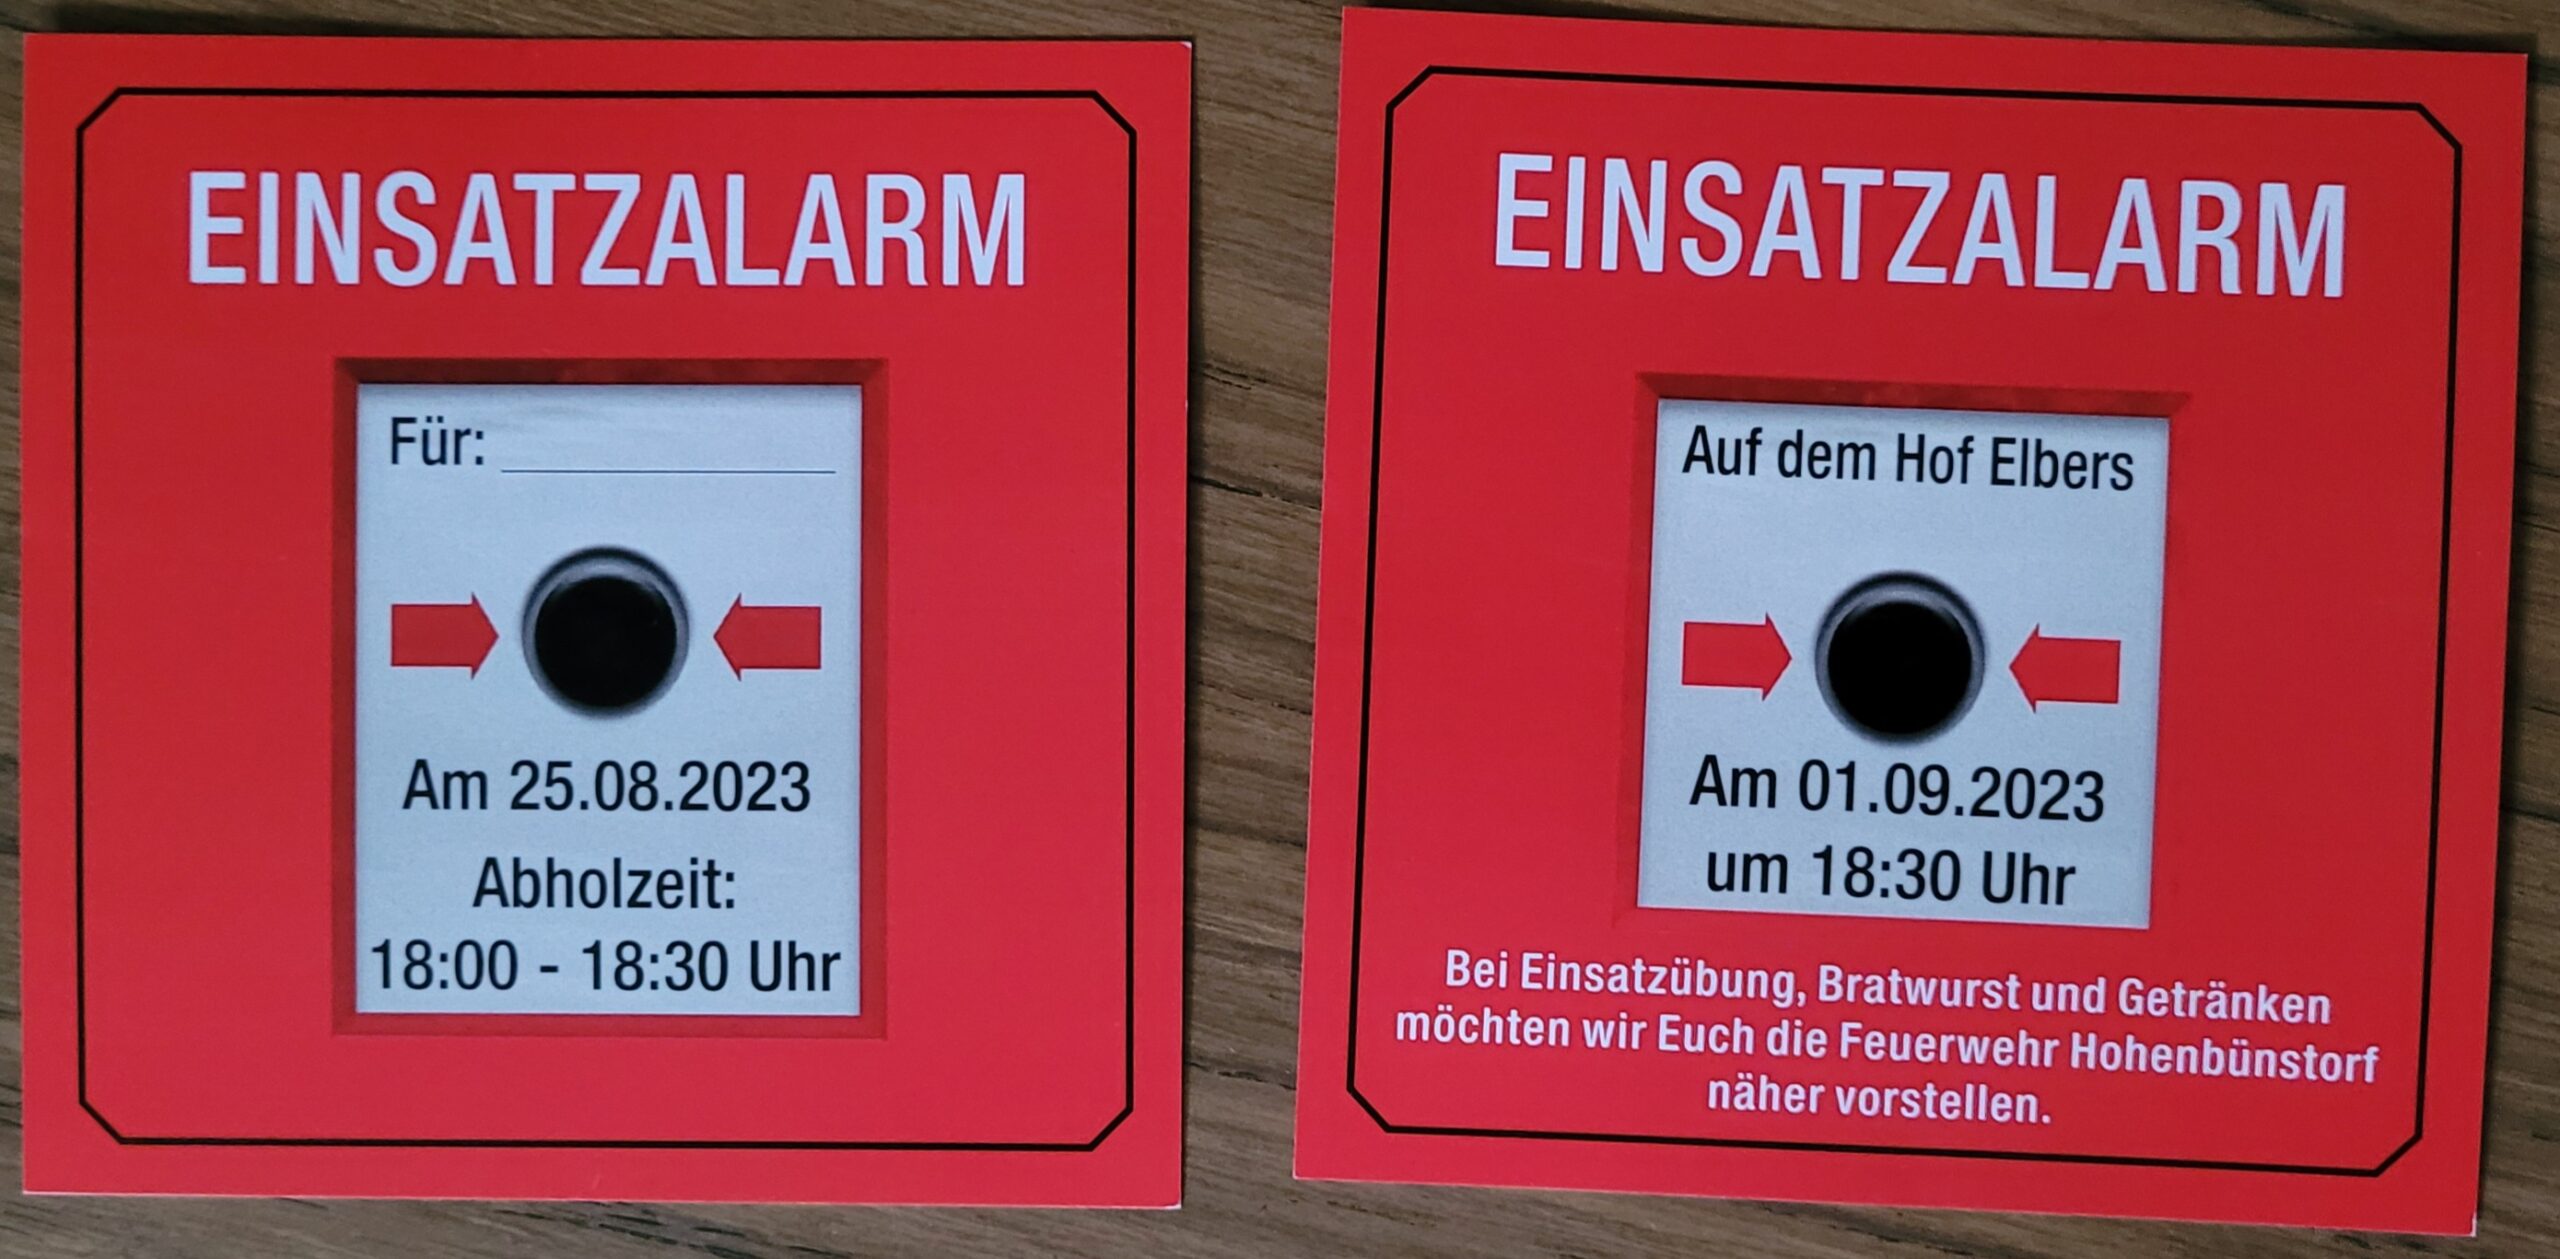 EINSATZALARM
Für:
Am 25.08.2023
Abholzeit:
18:00 - 18:30 Uhr
EINSATZALARM
Auf dem Hof Elbers
Am 01.09.2023
um 18:30 Uhr
Bei Einsatzübung, Bratwurst und Getränken
möchten wir Euch die Feuerwehr Hohenbünstorf
näher vorstellen.